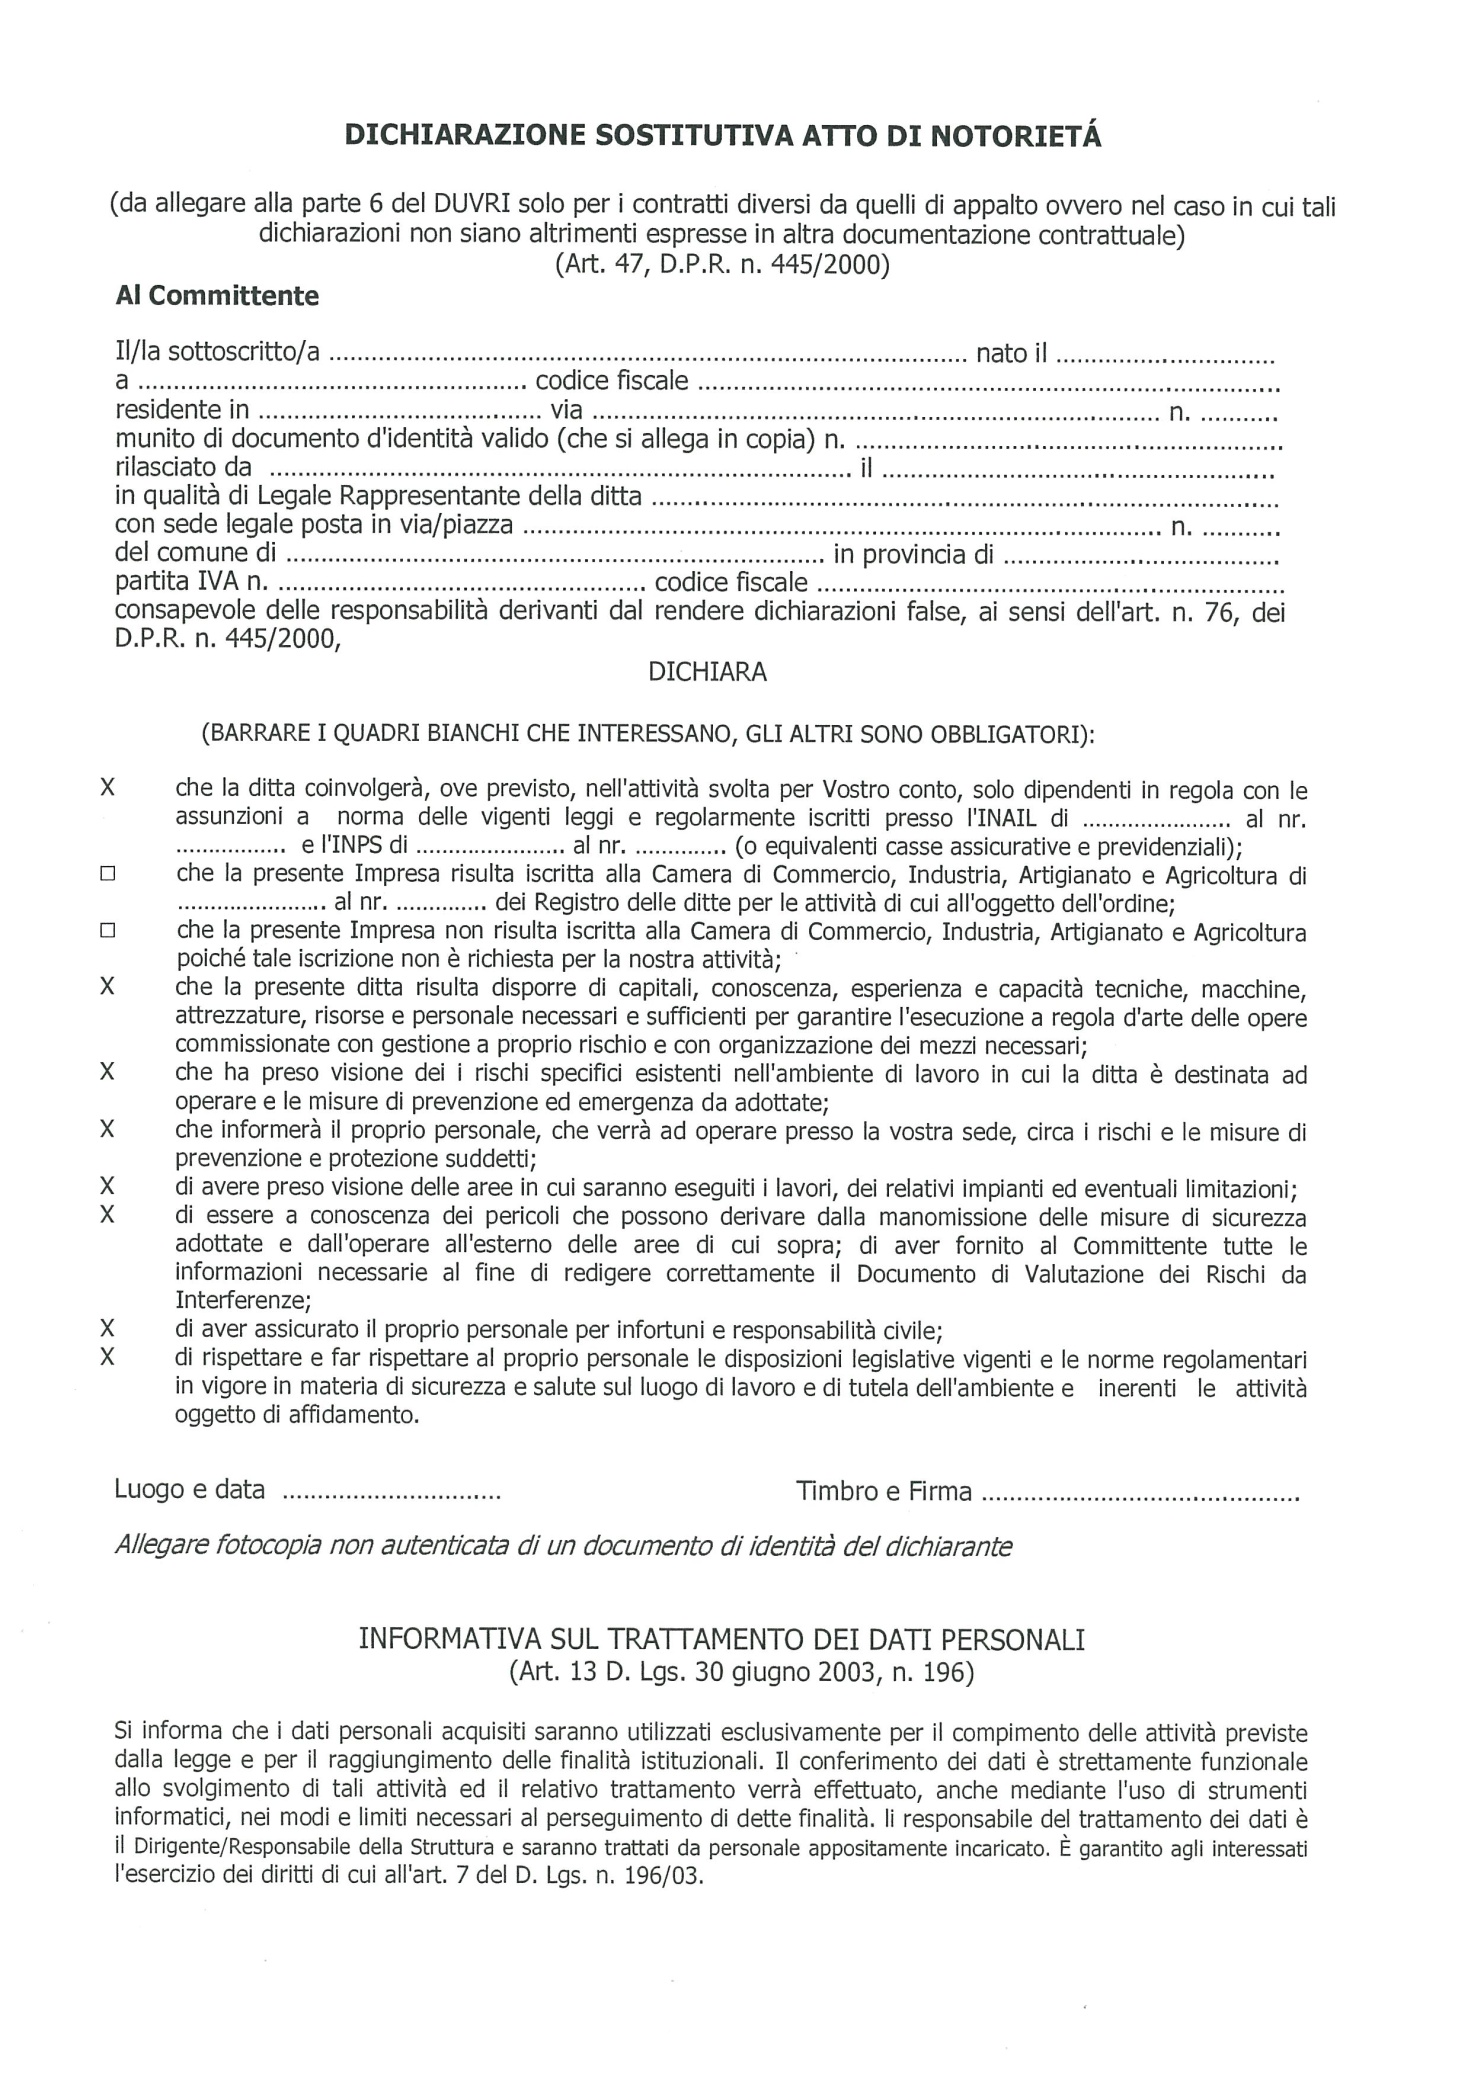 DICHIARAZIONE SOSTITUTIVA ATTO DI NOTORIETÁ
(da allegare alla parte 6 del DUVRI solo per i contratti diversi da quelli di appalto ovvero nel caso in cui tali
dichiarazioni non siano altrimenti espresse in altra documentazione contrattuale)
(Art. 47, D.P.R. n. 445/2000)
Al Committente
Il/la sottoscritto/a ........................................................................................... nato il ...............................
a ....................................................... codice fiscale ...................................................................................
residente in ........................................ via ................................................................................. n. ...........
munito di documento d'identità valido (che si allega in copia) n. .............................................................
rilasciato da ................................................................................... il ........................................................
in qualità di Legale Rappresentante della ditta .........................................................................................
con sede legale posta in via/piazza ........................................................................................... n. ...........
del comune di ............................................................................. in provincia di .......................................
partita IVA n. ..................................................... codice fiscale ..................................................................
consapevole delle responsabilità derivanti dal rendere dichiarazioni false, ai sensi dell'art. n. 76, dei
D.P.R. n. 445/2000,
DICHIARA
(BARRARE I QUADRI BIANCHI CHE INTERESSANO, GLI ALTRI SONO OBBLIGATORI):
X che la ditta coinvolgerà, ove previsto, nell'attività svolta per Vostro conto, solo dipendenti in regola con le
assunzioni a norma delle vigenti leggi e regolarmente iscritti presso l'INAIL di ....................... al nr.
................. e l'INPS di ....................... al nr. .............. (o equivalenti casse assicurative e previdenziali);
☐ che la presente Impresa risulta iscritta alla Camera di Commercio, Industria, Artigianato e Agricoltura di
....................... al nr. .............. dei Registro delle ditte per le attività di cui all'oggetto dell'ordine;
☐ che la presente Impresa non risulta iscritta alla Camera di Commercio, Industria, Artigianato e Agricoltura
poiché tale iscrizione non è richiesta per la nostra attività;
X che la presente ditta risulta disporre di capitali, conoscenza, esperienza e capacità tecniche, macchine,
attrezzature, risorse e personale necessari e sufficienti per garantire l'esecuzione a regola d'arte delle opere
commissionate con gestione a proprio rischio e con organizzazione dei mezzi necessari;
X che ha preso visione dei i rischi specifici esistenti nell'ambiente di lavoro in cui la ditta è destinata ad
operare e le misure di prevenzione ed emergenza da adottate;
X che informerà il proprio personale, che verrà ad operare presso la vostra sede, circa i rischi e le misure di
prevenzione e protezione suddetti;
X di avere preso visione delle aree in cui saranno eseguiti i lavori, dei relativi impianti ed eventuali limitazioni;
X di essere a conoscenza dei pericoli che possono derivare dalla manomissione delle misure di sicurezza
adottate e dall'operare all'esterno delle aree di cui sopra; di aver fornito al Committente tutte le
informazioni necessarie al fine di redigere correttamente il Documento di Valutazione dei Rischi da
Interferenze;
X di aver assicurato il proprio personale per infortuni e responsabilità civile;
X di rispettare e far rispettare al proprio personale le disposizioni legislative vigenti e le norme regolamentari
in vigore in materia di sicurezza e salute sul luogo di lavoro e di tutela dell'ambiente e inerenti le attività
oggetto di affidamento.
Luogo e data ............................... Timbro e Firma .............................................
Allegare fotocopia non autenticata di un documento di identità del dichiarante
INFORMATIVA SUL TRATTAMENTO DEI DATI PERSONALI
(Art. 13 D. Lgs. 30 giugno 2003, n. 196)
Si informa che i dati personali acquisiti saranno utilizzati esclusivamente per il compimento delle attività previste
dalla legge e per il raggiungimento delle finalità istituzionali. Il conferimento dei dati è strettamente funzionale
allo svolgimento di tali attività ed il relativo trattamento verrà effettuato, anche mediante l'uso di strumenti
informatici, nei modi e limiti necessari al perseguimento di dette finalità. Ii responsabile del trattamento dei dati è
il Dirigente/Responsabile della Struttura e saranno trattati da personale appositamente incaricato. È garantito agli interessati
l'esercizio dei diritti di cui all'art. 7 del D. Lgs. n. 196/03.